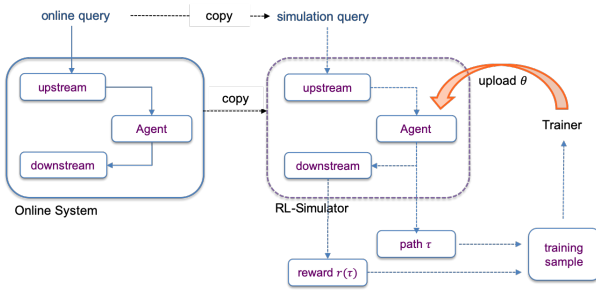 online query
copy
simulation query
upstream
Agent
downstream
Online System
copy
upstream
Agent
downstream
RL-Simulator
upload θ
Trainer
path τ
reward r(τ)
training
sample